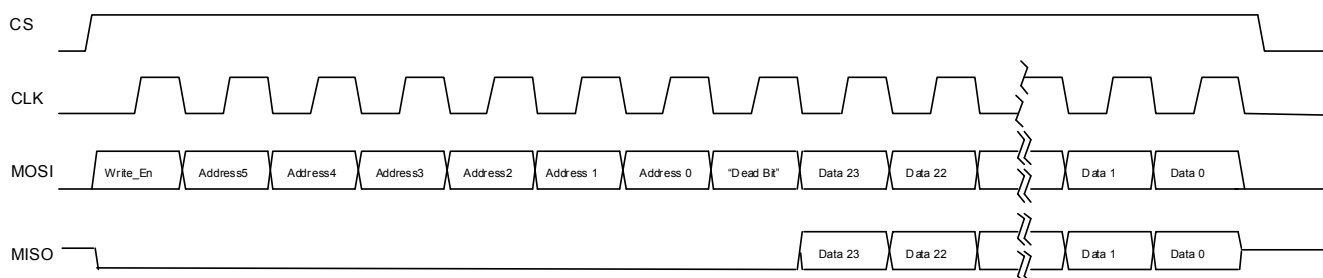 CS
CLK
MOSI Write_En Address5 Address4 Address3 Address2 Address 1 Address 0 "Dead Bit" Data 23 Data 22 Data 1 Data 0
MISO Data 23 Data 22 Data 1 Data 0